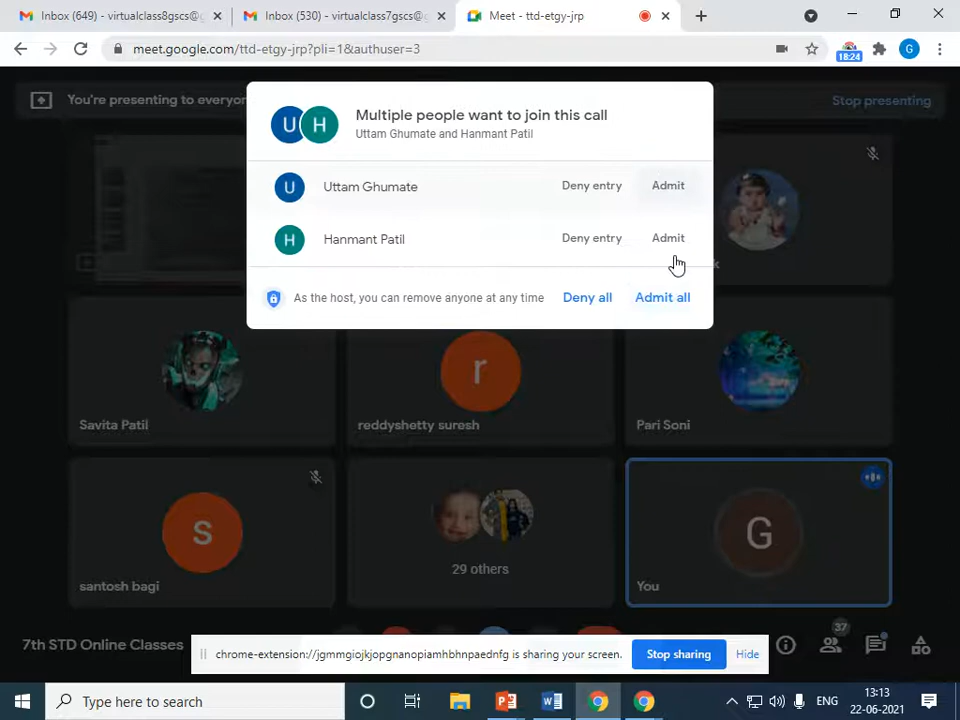 Inbox (649) - virtualclass8gscs@g
Inbox (530) - virtualclass7gscs@g
Meet - ttd-etgy-jrp
meet.google.com/ttd-etgy-jrp?pli=1&authuser=3
18:24
G
You're presenting to everyon
Stop presenting
U
H
Multiple people want to join this call
Uttam Ghumate and Hanmant Patil
U
Uttam Ghumate
Deny entry
Admit
H
Hanmant Patil
Deny entry
Admit
As the host, you can remove anyone at any time
Deny all
Admit all
r
Savita Patil
reddyshetty suresh
Pari Soni
s
G
santosh bagi
29 others
You
7th STD Online Classes
37
chrome-extension://jgmmgiojkjopgnanopiamhbhnpaednfg is sharing your screen.
Stop sharing
Hide
Type here to search
ENG
13:13
22-06-2021